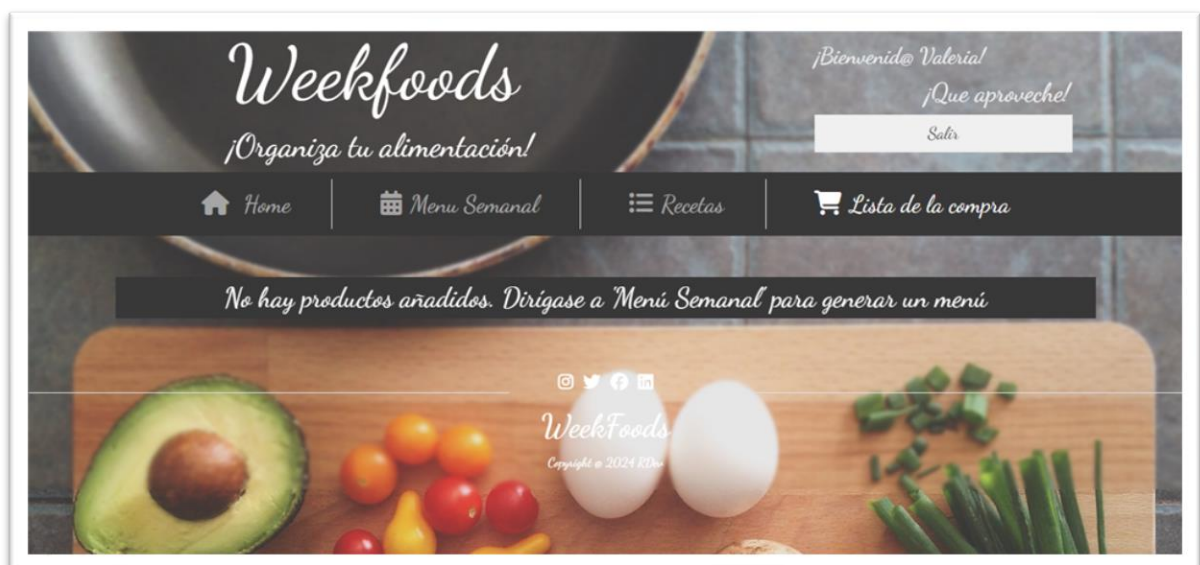 Weekfoods
¡Organiza tu alimentación!
¡Bienvenid@ Valeria!
¡Que aproveche!
Salir
Home
Menu Semanal
Recetas
Lista de la compra
No hay productos añadidos. Dirígase a 'Menú Semanal' para generar un menú
WeekFoods
Copyright © 2024 RDev